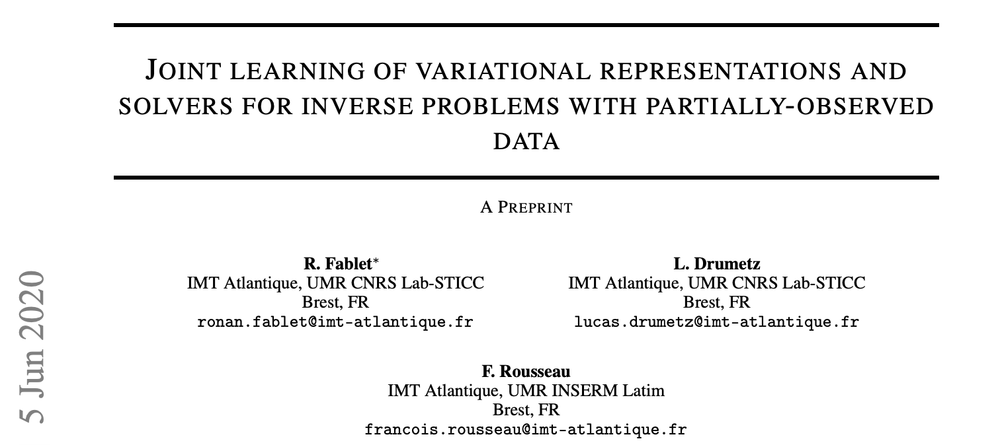 JOINT LEARNING OF VARIATIONAL REPRESENTATIONS AND
SOLVERS FOR INVERSE PROBLEMS WITH PARTIALLY-OBSERVED
DATA
A PREPRINT
R. Fablet*
IMT Atlantique, UMR CNRS Lab-STICC
Brest, FR
ronan.fablet@imt-atlantique.fr
L. Drumetz
IMT Atlantique, UMR CNRS Lab-STICC
Brest, FR
lucas.drumetz@imt-atlantique.fr
F. Rousseau
IMT Atlantique, UMR INSERM Latim
Brest, FR
francois.rousseau@imt-atlantique.fr
5 Jun 2020